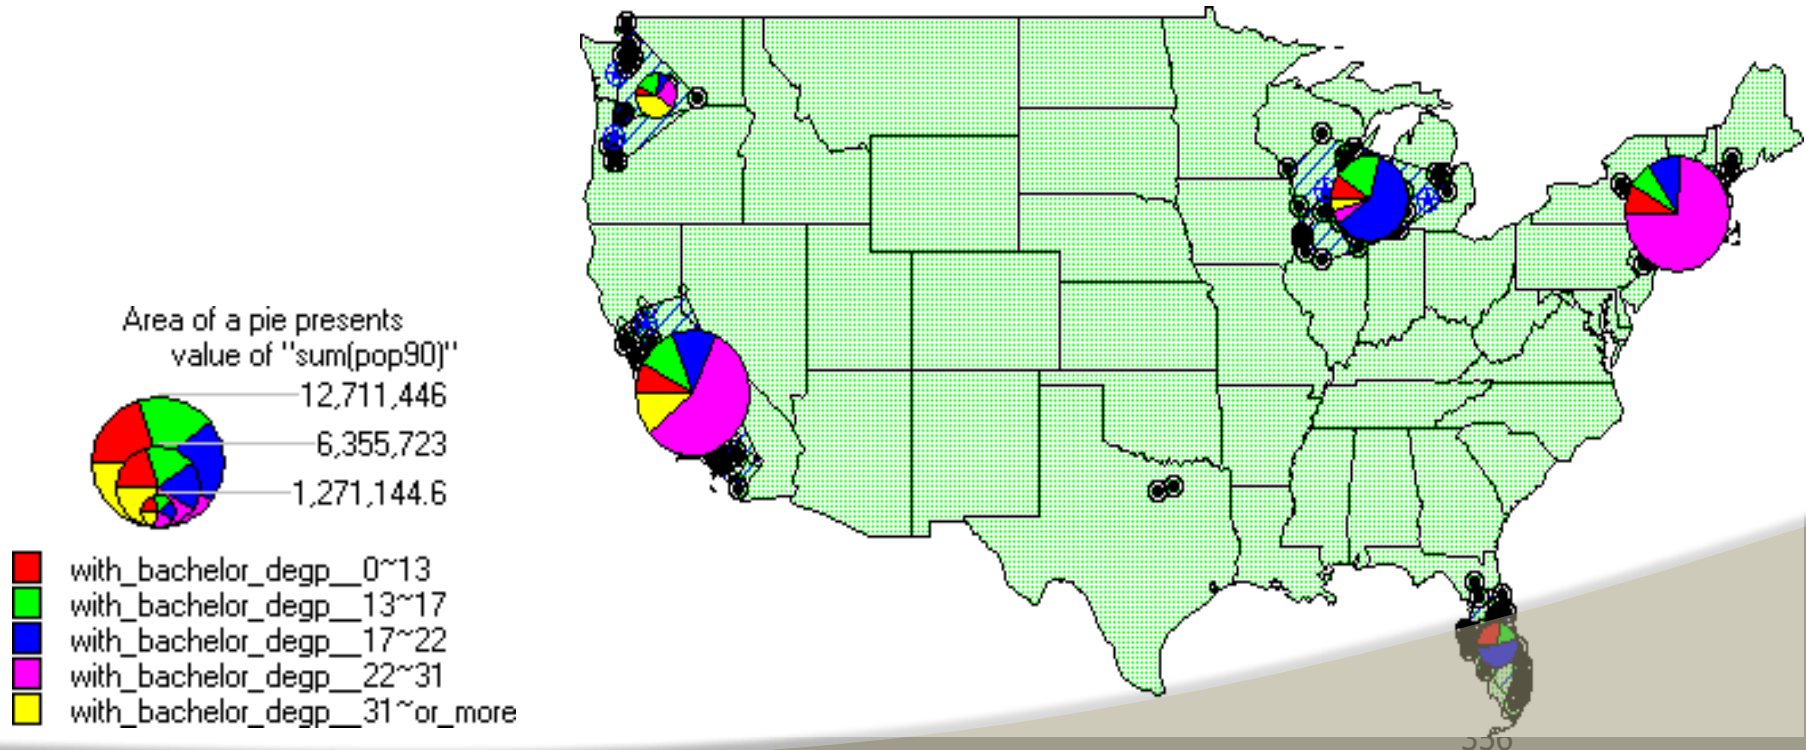 Area of a pie presents
value of "sum(pop90)"
12,711,446
6,355,723
1,271,144.6
with_bachelor_degp__0~13
with_bachelor_degp__13~17
with_bachelor_degp__17~22
with_bachelor_degp__22~31
with_bachelor_degp__31~or_more
336